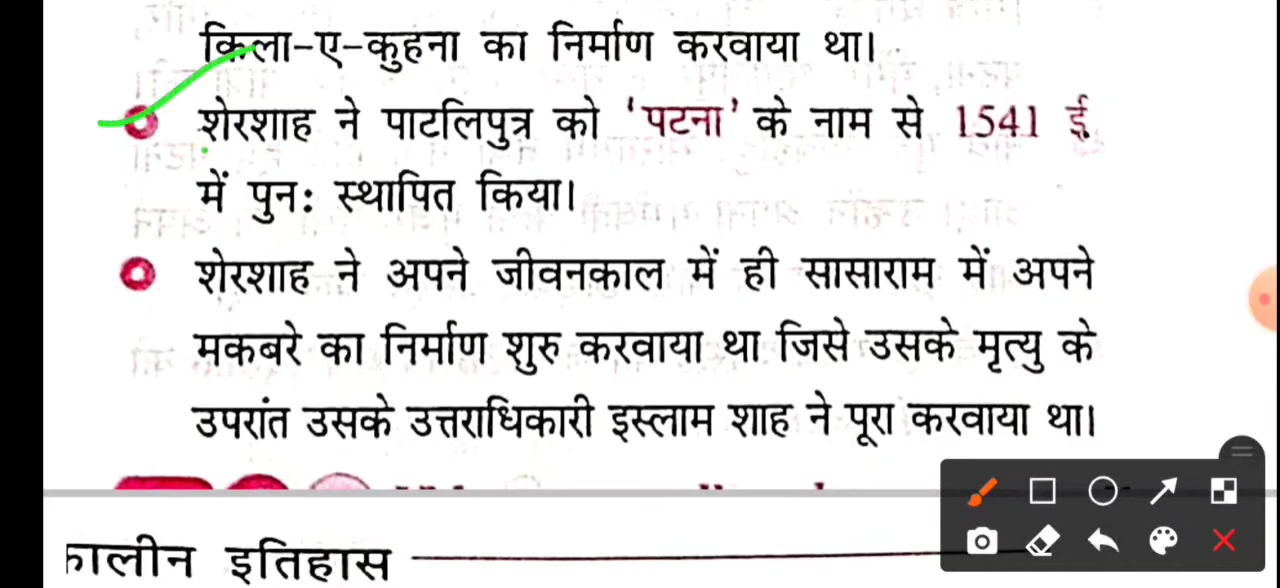 किला-ए-कुहना का निर्माण करवाया था।
शेरशाह ने पाटलिपुत्र को 'पटना' के नाम से 1541 ई.
में पुन: स्थापित किया।
शेरशाह ने अपने जीवनकाल में ही सासाराम में अपने
मकबरे का निर्माण शुरु करवाया था जिसे उसके मृत्यु के
उपरांत उसके उत्तराधिकारी इस्लाम शाह ने पूरा करवाया था।
कालीन इतिहास